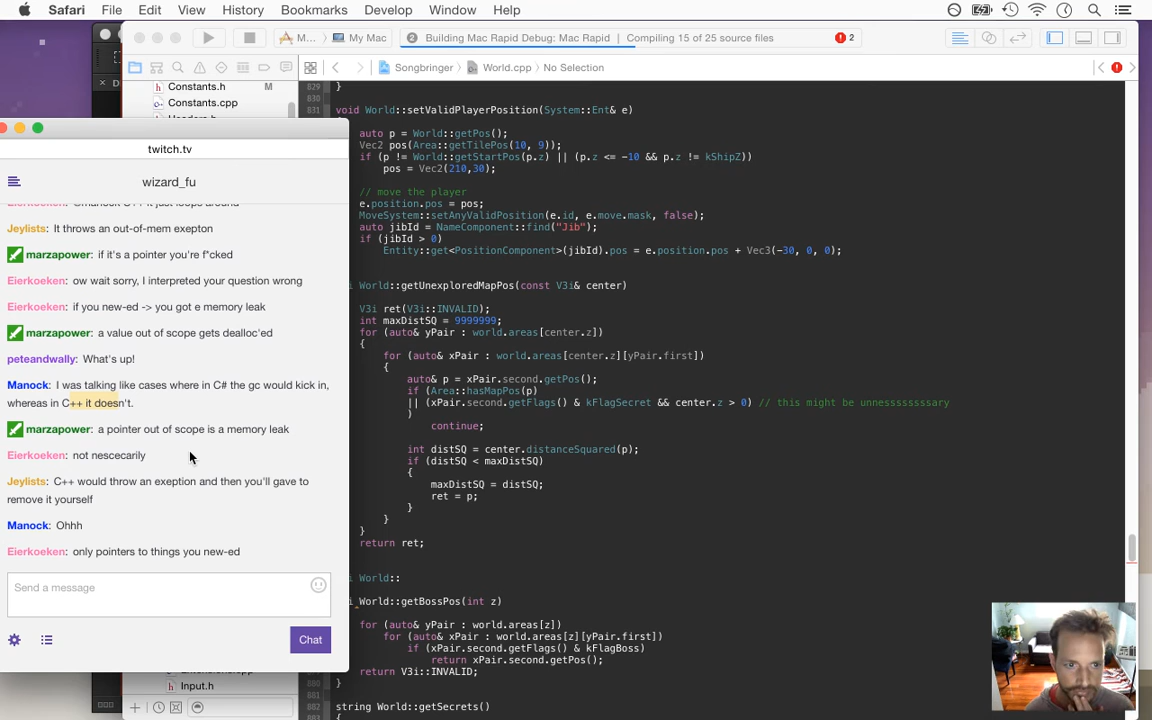 Safari File Edit View History Bookmarks Develop Window Help
M... My Mac
2 Building Mac Rapid Debug: Mac Rapid | Compiling 15 of 25 source files
2
Songbringer World.cpp No Selection
Constants.h M
Constants.cpp
twitch.tv
wizard_fu
Jeylists: It throws an out-of-mem exepton
marzapower: if it's a pointer you're f*cked
Eierkoeken: ow wait sorry, I interpreted your question wrong
Eierkoeken: if you new-ed -> you got e memory leak
marzapower: a value out of scope gets dealloc'ed
peteandwally: What's up!
Manock: I was talking like cases where in C# the gc would kick in,
whereas in C++ it doesn't.
marzapower: a pointer out of scope is a memory leak
Eierkoeken: not nescecarily
Jeylists: C++ would throw an exeption and then you'll gave to
remove it yourself
Manock: Ohhh
Eierkoeken: only pointers to things you new-ed
Send a message
Chat
Input.h
829 }
830
831 void World::setValidPlayerPosition(System::Ent& e)
auto p = World::getPos();
Vec2 pos(Area::getTilePos(10, 9));
if (p != World::getStartPos(p.z) || (p.z <= -10 && p.z != kShipZ))
pos = Vec2(210,30);
// move the player
e.position.pos = pos;
MoveSystem::setAnyValidPosition(e.id, e.move.mask, false);
auto jibId = NameComponent::find("Jib");
if (jibId > 0)
Entity::get<PositionComponent>(jibId).pos = e.position.pos + Vec3(-30, 0, 0);
i World::getUnexploredMapPos(const V3i& center)
V3i ret(V3i::INVALID);
int maxDistSQ = 9999999;
for (auto& yPair : world.areas[center.z])
{
for (auto& xPair : world.areas[center.z][yPair.first])
{
auto& p = xPair.second.getPos();
if (Area::hasMapPos(p)
|| (xPair.second.getFlags() & kFlagSecret && center.z > 0) // this might be unnessssssssary
)
continue;
int distSQ = center.distanceSquared(p);
if (distSQ < maxDistSQ)
{
maxDistSQ = distSQ;
ret = p;
}
}
}
return ret;
i World::
i World::getBossPos(int z)
for (auto& yPair : world.areas[z])
for (auto& xPair : world.areas[z][yPair.first])
if (xPair.second.getFlags() & kFlagBoss)
return xPair.second.getPos();
return V3i::INVALID;
880 }
881
882 string World::getSecrets()
{